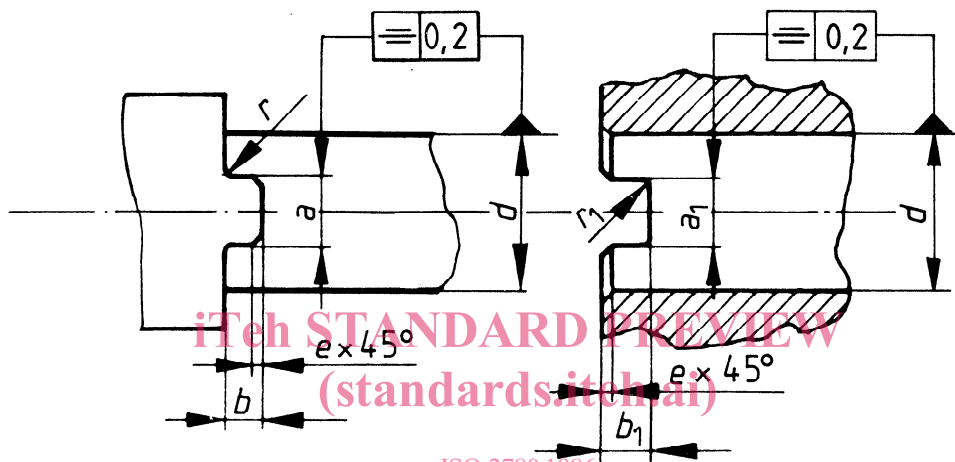 0,2
0,2
r
a
d
r1
a1
d
e×45°
b
e×45°
b1
iTeh STANDARD PREVIEW
(standards.iteh.ai)